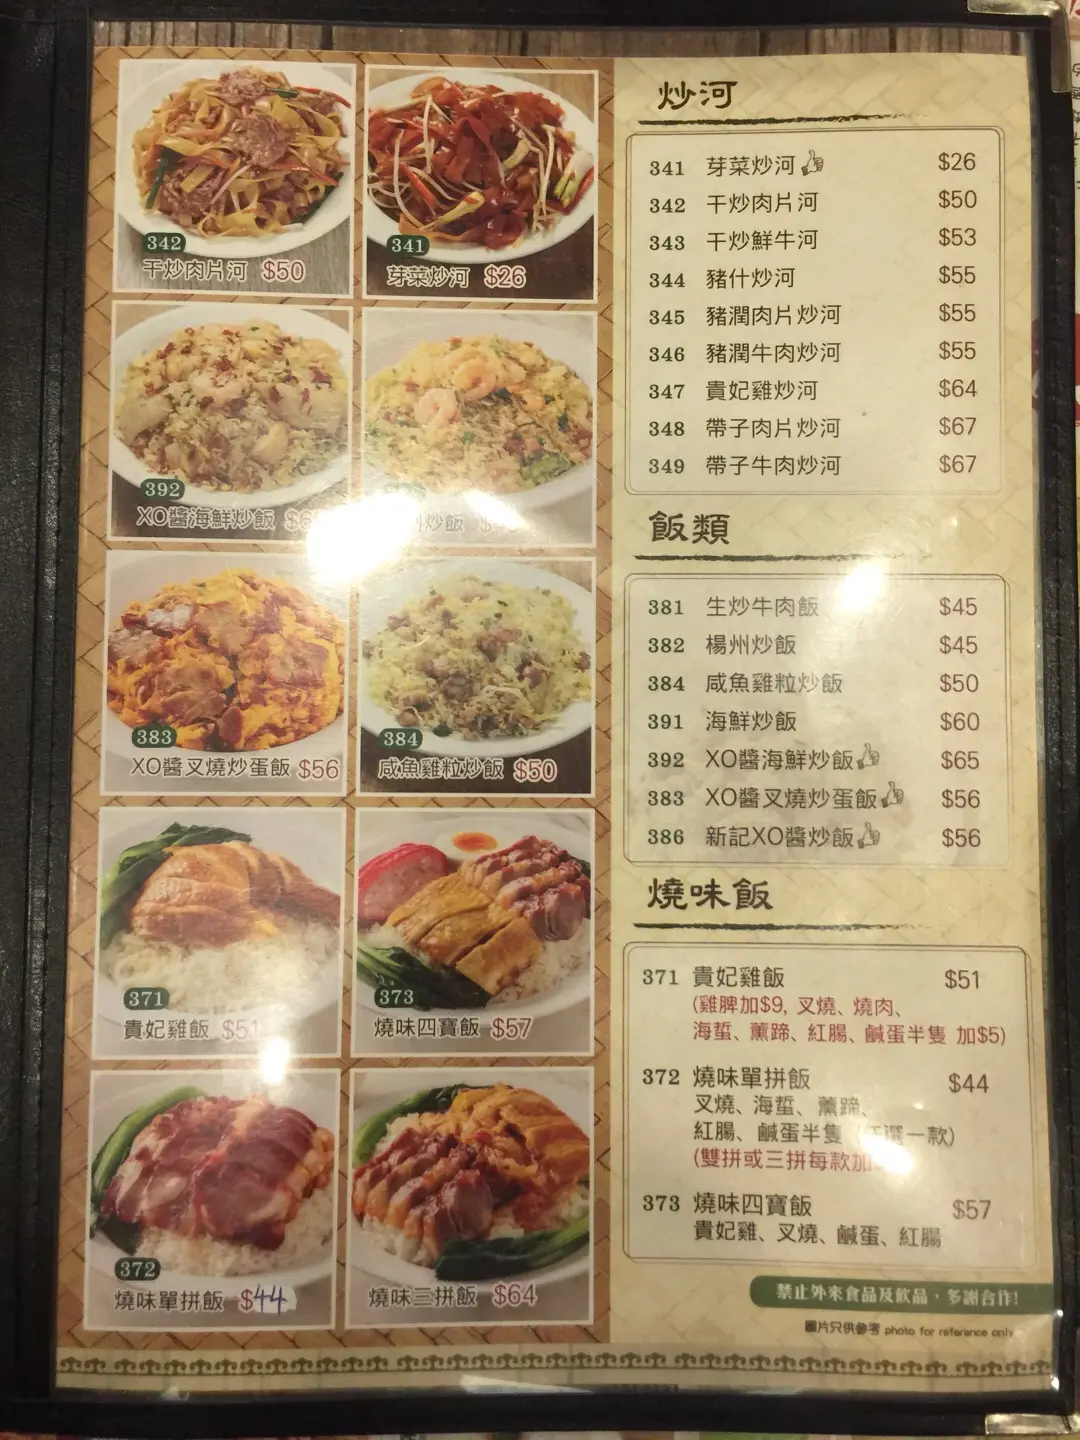 342
干炒肉片河 $50
341
芽菜炒河 $26
392
XO醬海鮮炒飯
炒飯
383
XO醬叉燒炒蛋飯 $56
384
咸魚雞粒炒飯 $50
371
貴妃雞飯 $51
373
燒味四寶飯 $57
372
燒味單拼飯 $44
燒味三拼飯 $64
炒河
341 芽菜炒河 $26
342 干炒肉片河 $50
343 干炒鮮牛河 $53
344 豬什炒河 $55
345 豬潤肉片炒河 $55
346 豬潤牛肉炒河 $55
347 貴妃雞炒河 $64
348 帶子肉片炒河 $67
349 帶子牛肉炒河 $67
飯類
381 生炒牛肉飯 $45
382 楊州炒飯 $45
384 咸魚雞粒炒飯 $50
391 海鮮炒飯 $60
392 XO醬海鮮炒飯 $65
383 XO醬叉燒炒蛋飯 $56
386 新記XO醬炒飯 $56
燒味飯
371 貴妃雞飯 $51
(雞脾加$9, 叉燒、燒肉、
海蜇、薰蹄、紅腸、鹹蛋半隻 加$5)
372 燒味單拼飯 $44
叉燒、海蜇、薰蹄、
紅腸、鹹蛋半隻 選一款)
(雙拼或三拼每款加
373 燒味四寶飯 $57
貴妃雞、叉燒、鹹蛋、紅腸
禁止外來食品及飲品，多謝合作!
圖片只供參考 photo for reference only